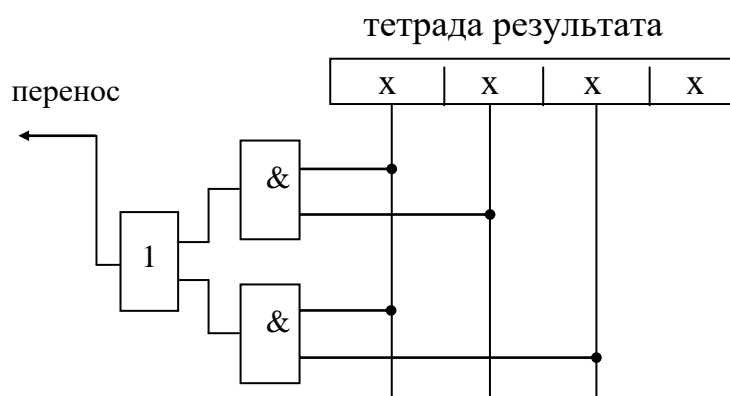 тетрада результата
x x x x
перенос
&
1
&